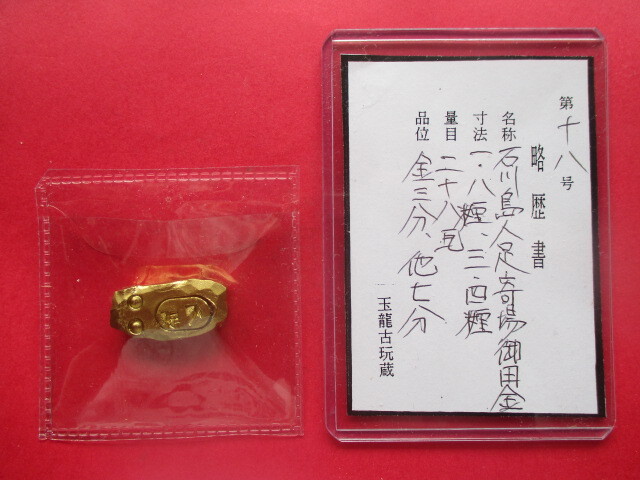 第十八号
略歴書
名称 石川島人足寄場御田金
寸法 一・八糎、三・四糎
量目 二十八瓦
品位 金三分、他七分
玉龍古玩蔵